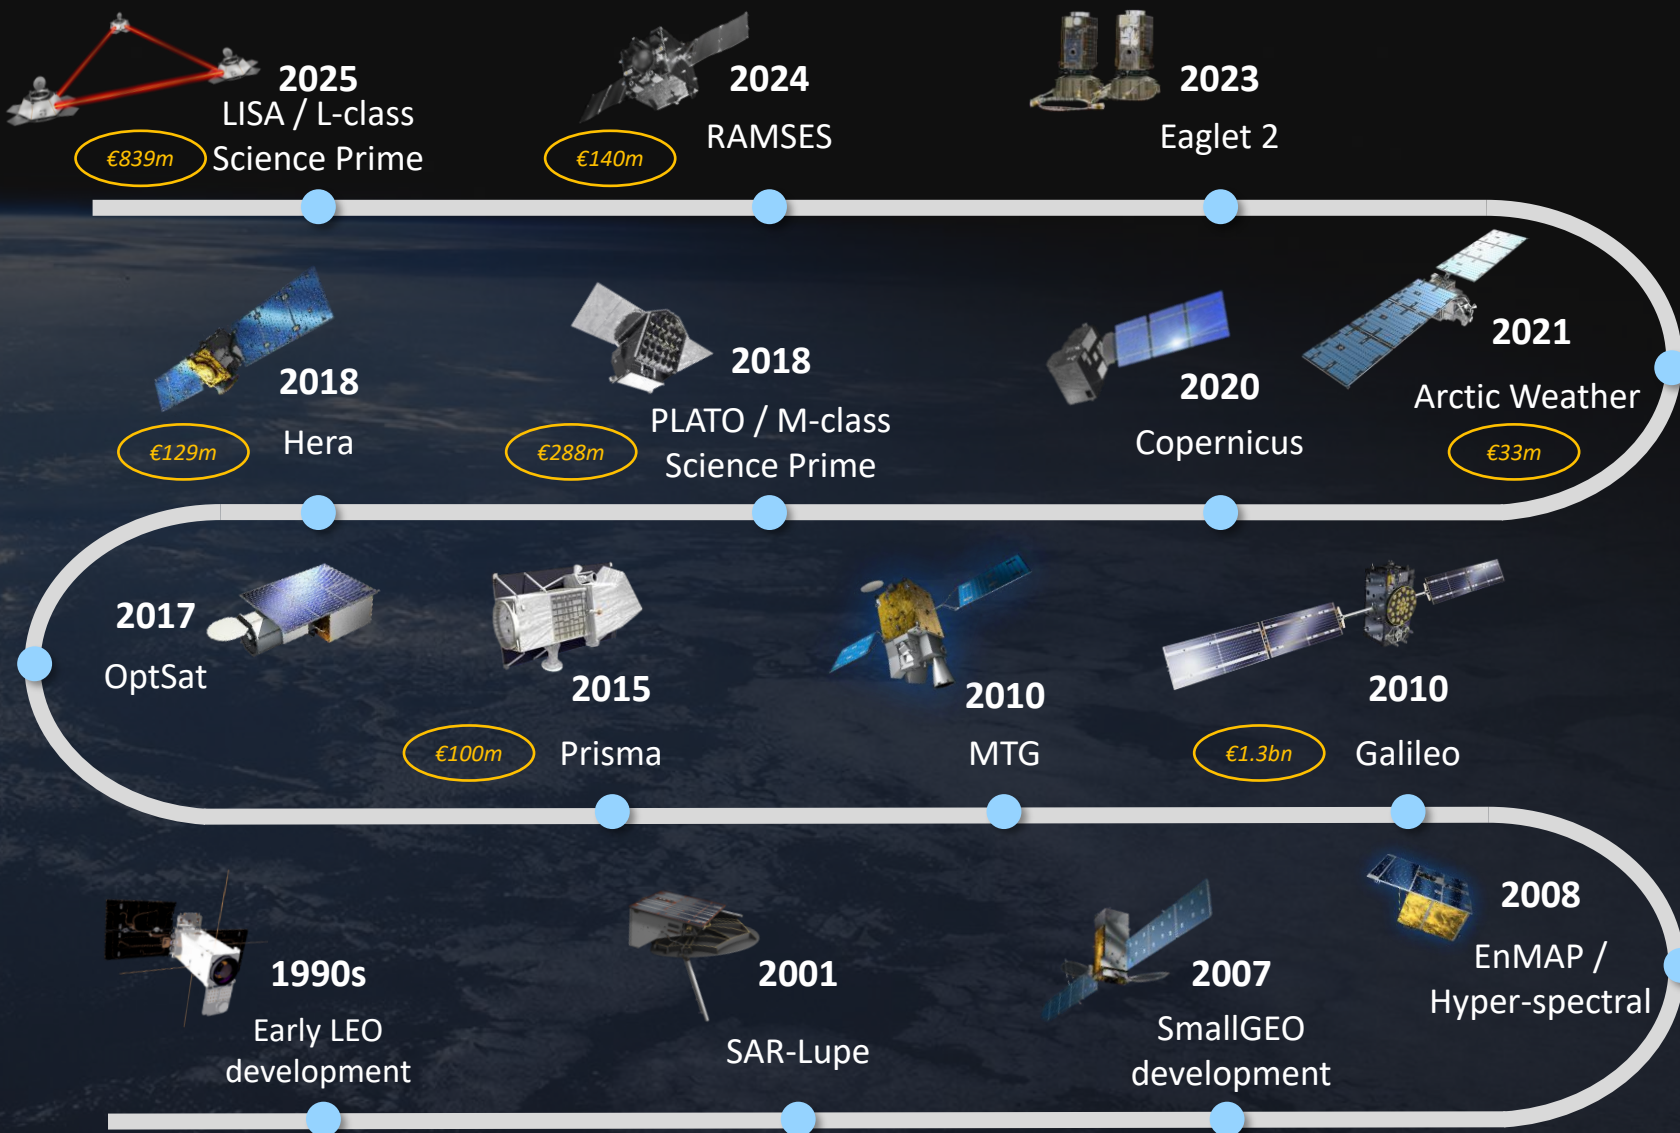 2025
LISA / L-class
Science Prime
€839m
2024
RAMSES
€140m
2023
Eaglet 2
2018
Hera
€129m
2018
PLATO / M-class
Science Prime
€288m
2020
Copernicus
2021
Arctic Weather
€33m
2017
OptSat
2015
Prisma
€100m
2010
MTG
2010
Galileo
€1.3bn
1990s
Early LEO
development
2001
SAR-Lupe
2007
SmallGEO
development
2008
EnMAP /
Hyper-spectral